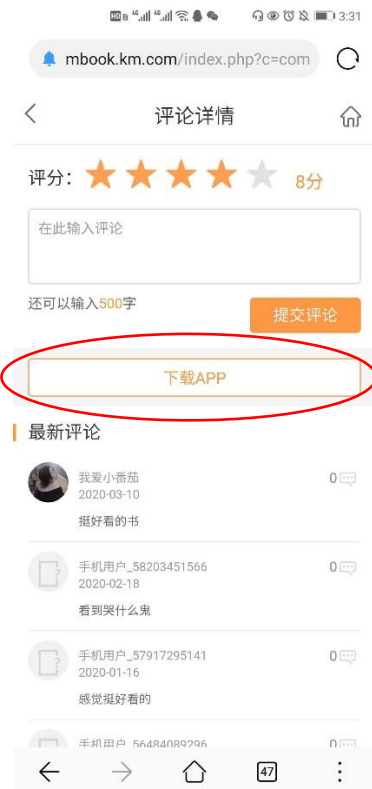 3:31
mbook.km.com/index.php?c=com
评论详情
评分: 8分
在此输入评论
还可以输入500字
提交评论
下载APP
最新评论
我爱小番茄 0
2020-03-10
挺好看的书
手机用户_58203451566 0
2020-02-18
看到哭什么鬼
手机用户_57917295141 0
2020-01-16
感觉挺好看的
手机用户_56484089296 0
47